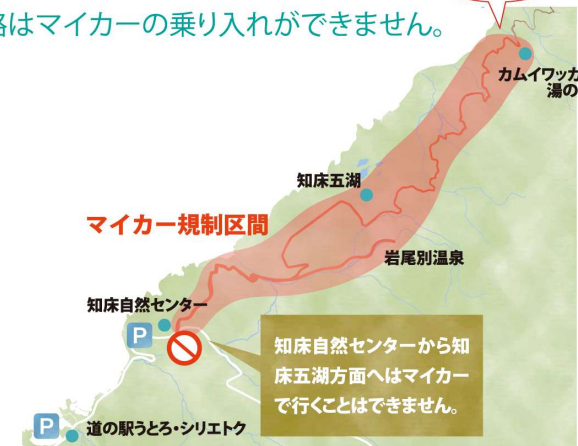 路はマイカーの乗り入れができません。
カムイワッカ
湯の
知床五湖
マイカー規制区間
岩尾別温泉
知床自然センター
P
知床自然センターから知
床五湖方面へはマイカー
で行くことはできません。
P
道の駅うとろ・シリエトク